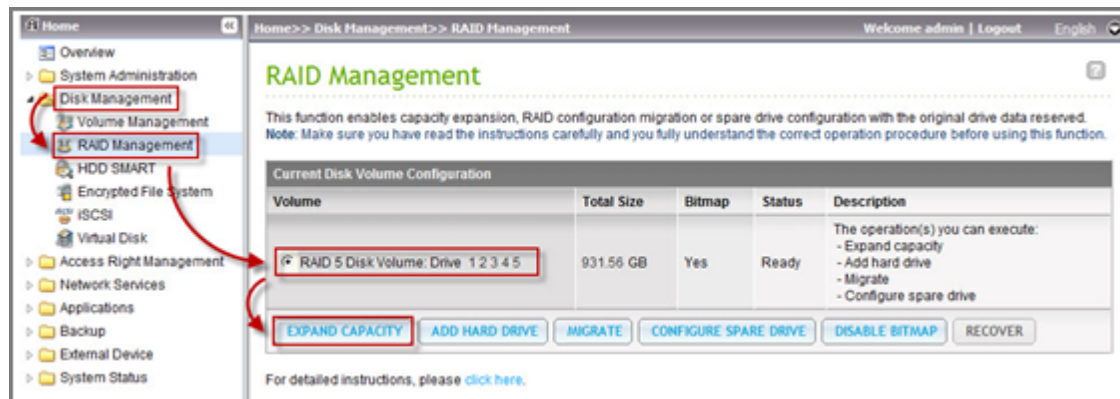 Home
Home>> Disk Management>> RAID Management
Welcome admin | Logout
English
Overview
System Administration
Disk Management
Volume Management
RAID Management
HDD SMART
Encrypted File System
iSCSI
Virtual Disk
Access Right Management
Network Services
Applications
Backup
External Device
System Status
RAID Management
This function enables capacity expansion, RAID configuration migration or spare drive configuration with the original drive data reserved.
Note: Make sure you have read the instructions carefully and you fully understand the correct operation procedure before using this function.
Current Disk Volume Configuration
Volume Total Size Bitmap Status Description
RAID 5 Disk Volume: Drive 1 2 3 4 5 931.56 GB Yes Ready
The operation(s) you can execute:
- Expand capacity
- Add hard drive
- Migrate
- Configure spare drive
EXPAND CAPACITY ADD HARD DRIVE MIGRATE CONFIGURE SPARE DRIVE DISABLE BITMAP RECOVER
For detailed instructions, please click here.